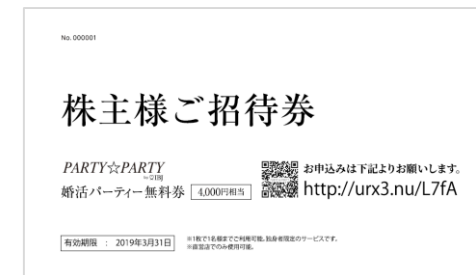 No. 000001
株主様ご招待券
PARTY☆PARTY
婚活パーティー無料券 4,000円相当
お申込みは下記よりお願いします。
http://urx3.nu/L7fA
有効期限 : 2019年3月31日
※1枚で1名様までご利用可能。独身者限定のサービスです。
※直営店でのみ使用可能。